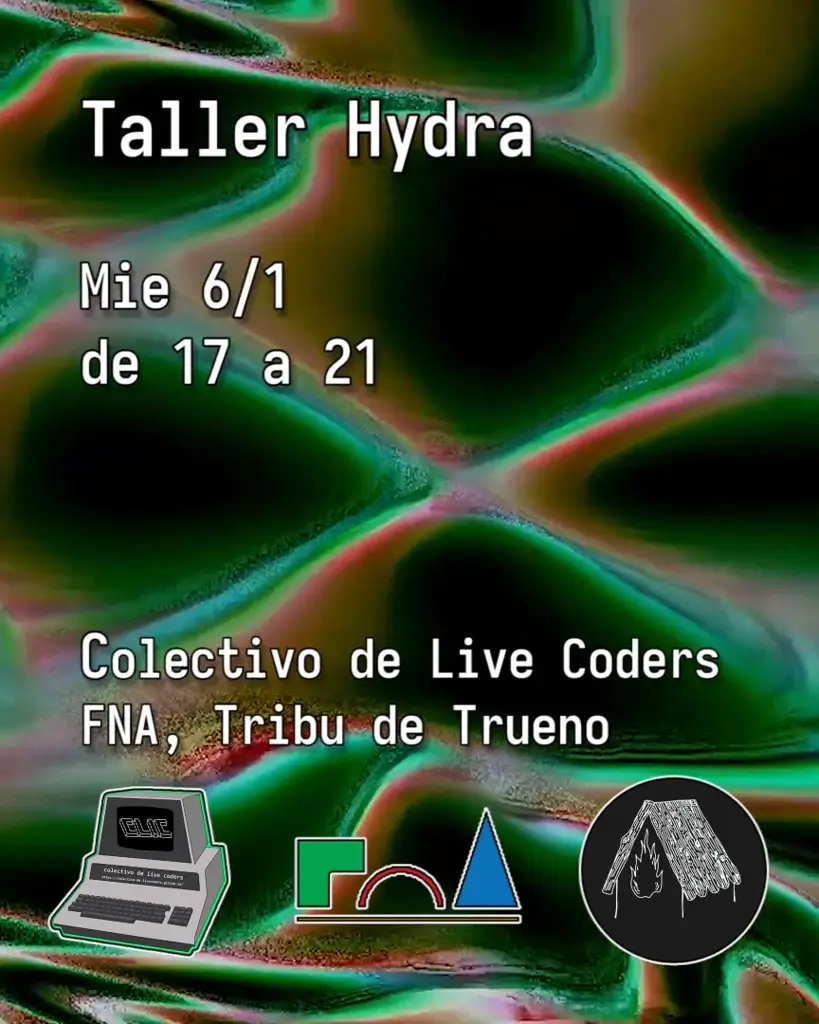 Taller Hydra
Mie 6/1
de 17 a 21
Colectivo de Live Coders
FNA, Tribu de Trueno
CLiC
colectivo de live coders